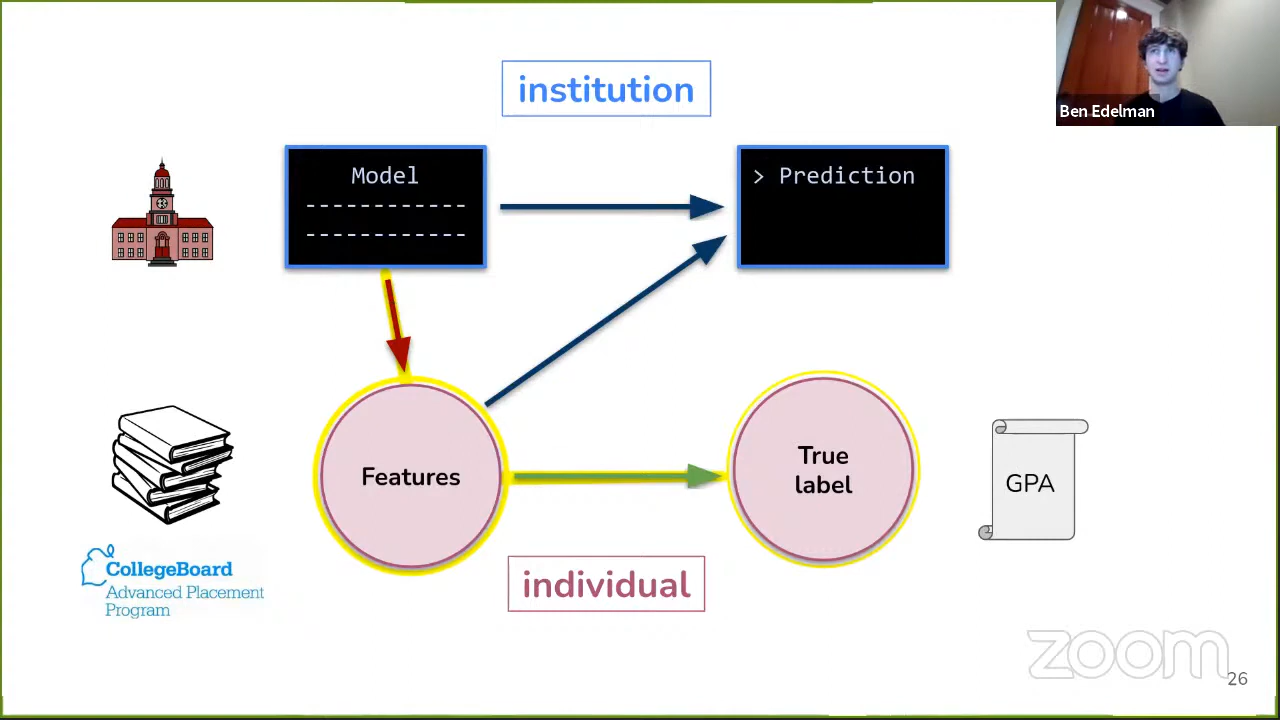 institution
Ben Edelman
Model
-----------
-----------
> Prediction
Features
True
label
GPA
CollegeBoard
Advanced Placement
Program
individual
zoom
26